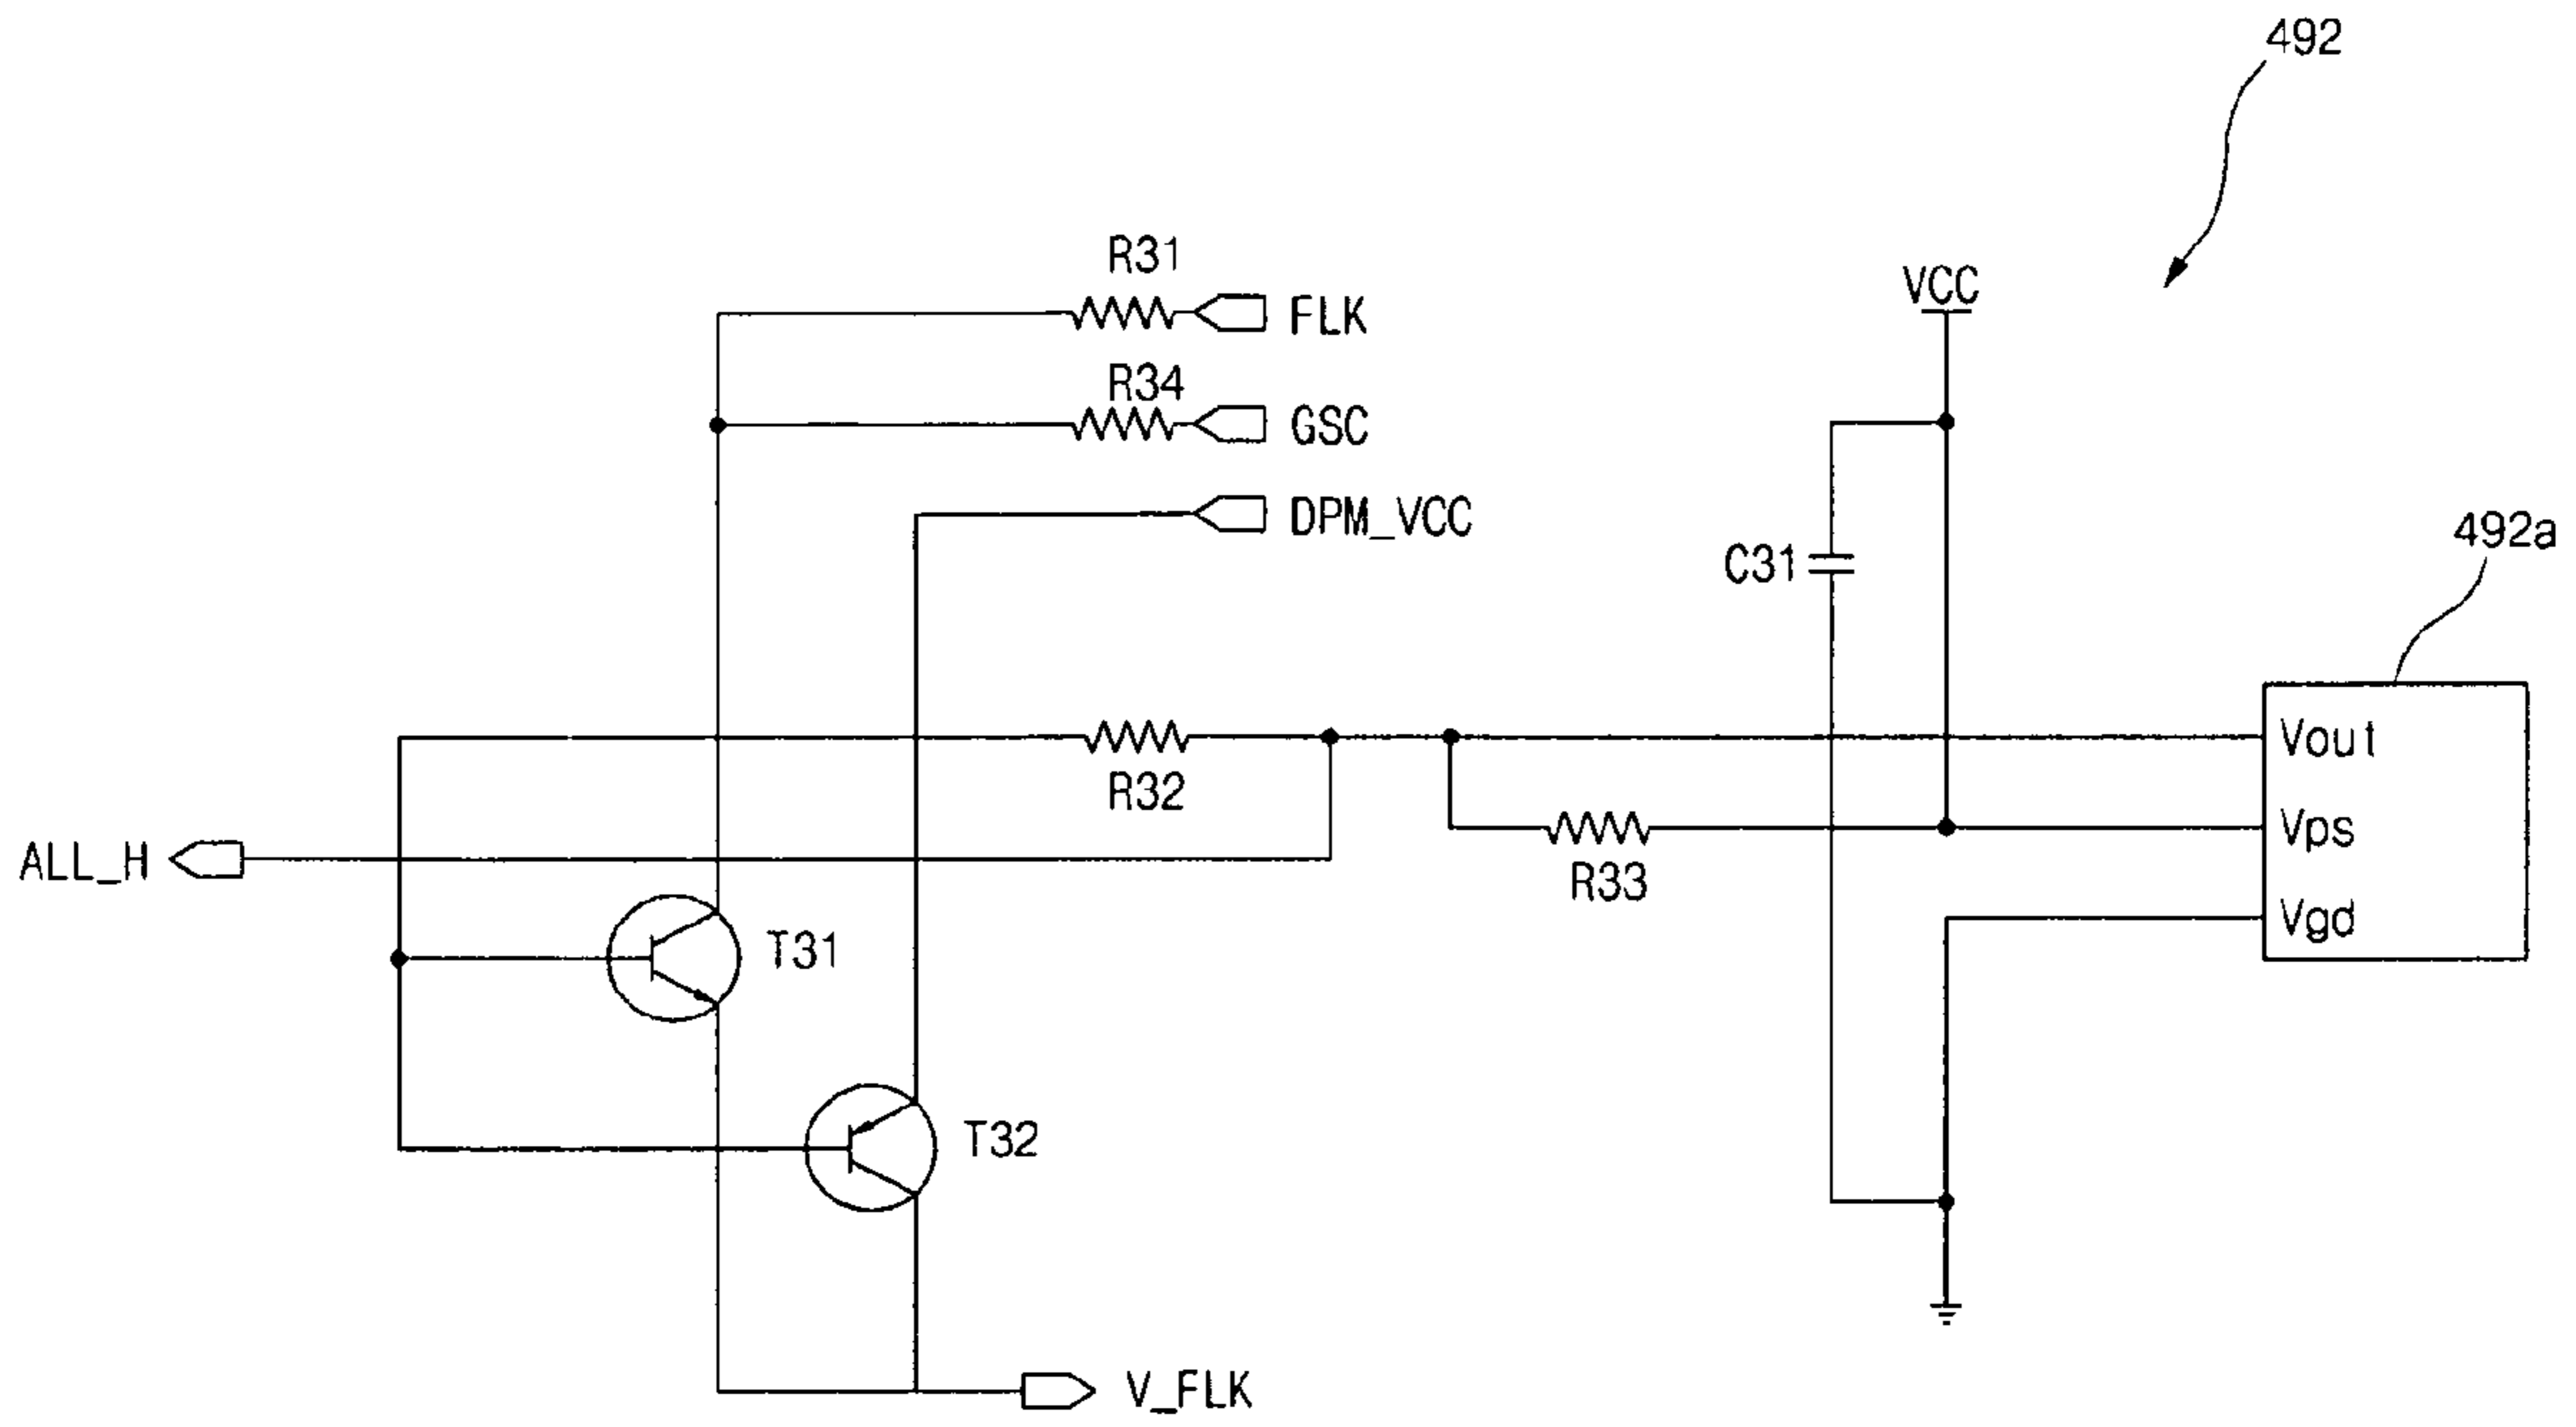 492
R31
FLK
VCC
R34
GSC
DPM_VCC
492a
C31
Vout
R32
Vps
ALL_H
R33
Vgd
T31
T32
V_FLK